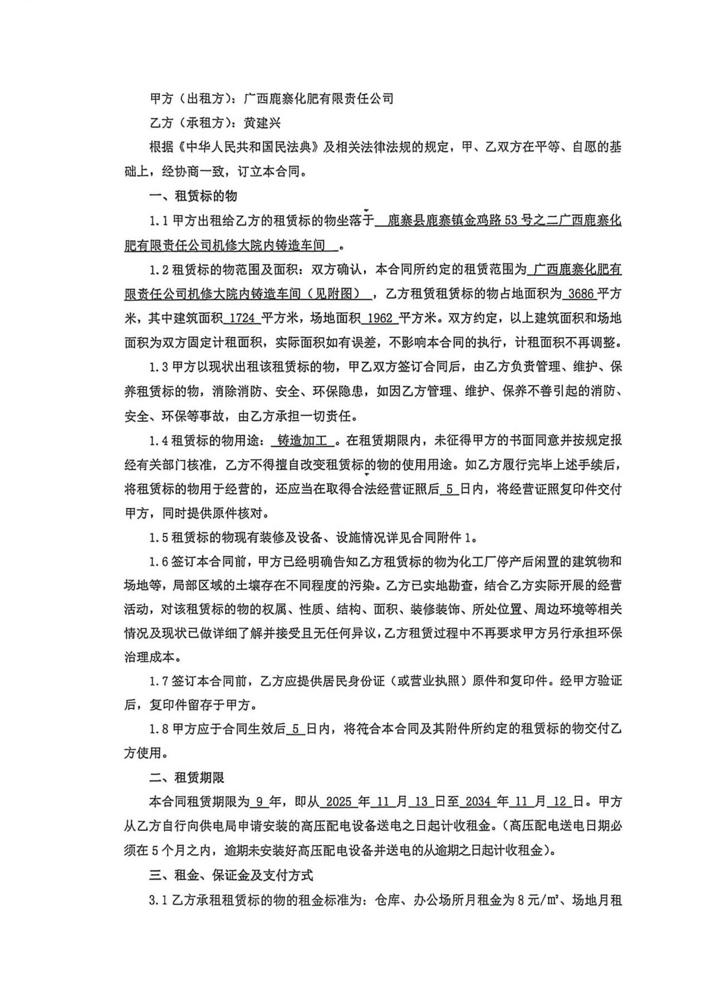 甲方（出租方）：广西鹿寨化肥有限责任公司
乙方（承租方）：黄建兴
根据《中华人民共和国民法典》及相关法律法规的规定，甲、乙双方在平等、自愿的基
础上，经协商一致，订立本合同。
一、租赁标的物
1.1 甲方出租给乙方的租赁标的物坐落于 鹿寨县鹿寨镇金鸡路 53 号之二广西鹿寨化
肥有限责任公司机修大院内铸造车间 。
1.2 租赁标的物范围及面积：双方确认，本合同所约定的租赁范围为 广西鹿寨化肥有
限责任公司机修大院内铸造车间（见附图） ，乙方租赁租赁标的物占地面积为 3686 平方
米，其中建筑面积 1724 平方米，场地面积 1962 平方米。双方约定，以上建筑面积和场地
面积为双方固定计租面积，实际面积如有误差，不影响本合同的执行，计租面积不再调整。
1.3 甲方以现状出租该租赁标的物，甲乙双方签订合同后，由乙方负责管理、维护、保
养租赁标的物，消除消防、安全、环保隐患，如因乙方管理、维护、保养不善引起的消防、
安全、环保等事故，由乙方承担一切责任。
1.4 租赁标的物用途： 铸造加工 。在租赁期限内，未征得甲方的书面同意并按规定报
经有关部门核准，乙方不得擅自改变租赁标的物的使用用途。如乙方履行完毕上述手续后，
将租赁标的物用于经营的，还应当在取得合法经营证照后 5 日内，将经营证照复印件交付
甲方，同时提供原件核对。
1.5 租赁标的物现有装修及设备、设施情况详见合同附件 1。
1.6 签订本合同前，甲方已经明确告知乙方租赁标的物为化工厂停产后闲置的建筑物和
场地等，局部区域的土壤存在不同程度的污染。乙方已实地勘查，结合乙方实际开展的经营
活动，对该租赁标的物的权属、性质、结构、面积、装修装饰、所处位置、周边环境等相关
情况及现状已做详细了解并接受且无任何异议，乙方租赁过程中不再要求甲方另行承担环保
治理成本。
1.7 签订本合同前，乙方应提供居民身份证（或营业执照）原件和复印件。经甲方验证
后，复印件留存于甲方。
1.8 甲方应于合同生效后 5 日内，将符合本合同及其附件所约定的租赁标的物交付乙
方使用。
二、租赁期限
本合同租赁期限为 9 年，即从 2025 年 11 月 13 日至 2034 年 11 月 12 日。甲方
从乙方自行向供电局申请安装的高压配电设备送电之日起计收租金。（高压配电送电日期必
须在 5 个月之内，逾期未安装好高压配电设备并送电的从逾期之日起计收租金）。
三、租金、保证金及支付方式
3.1 乙方承租租赁标的物的租金标准为：仓库、办公场所月租金为 8 元/㎡、场地月租